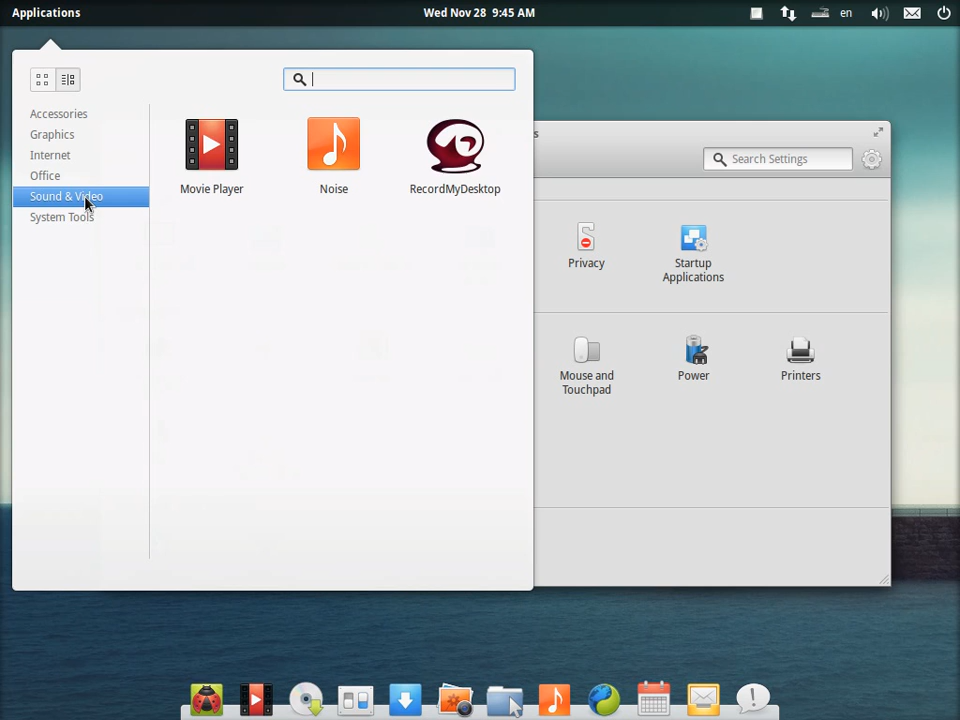 Applications
Wed Nov 28 9:45 AM
en
Accessories
Graphics
Internet
Office
Sound & Video
System Tools
Movie Player
Noise
RecordMyDesktop
Search Settings
Privacy
Startup
Applications
Mouse and
Touchpad
Power
Printers